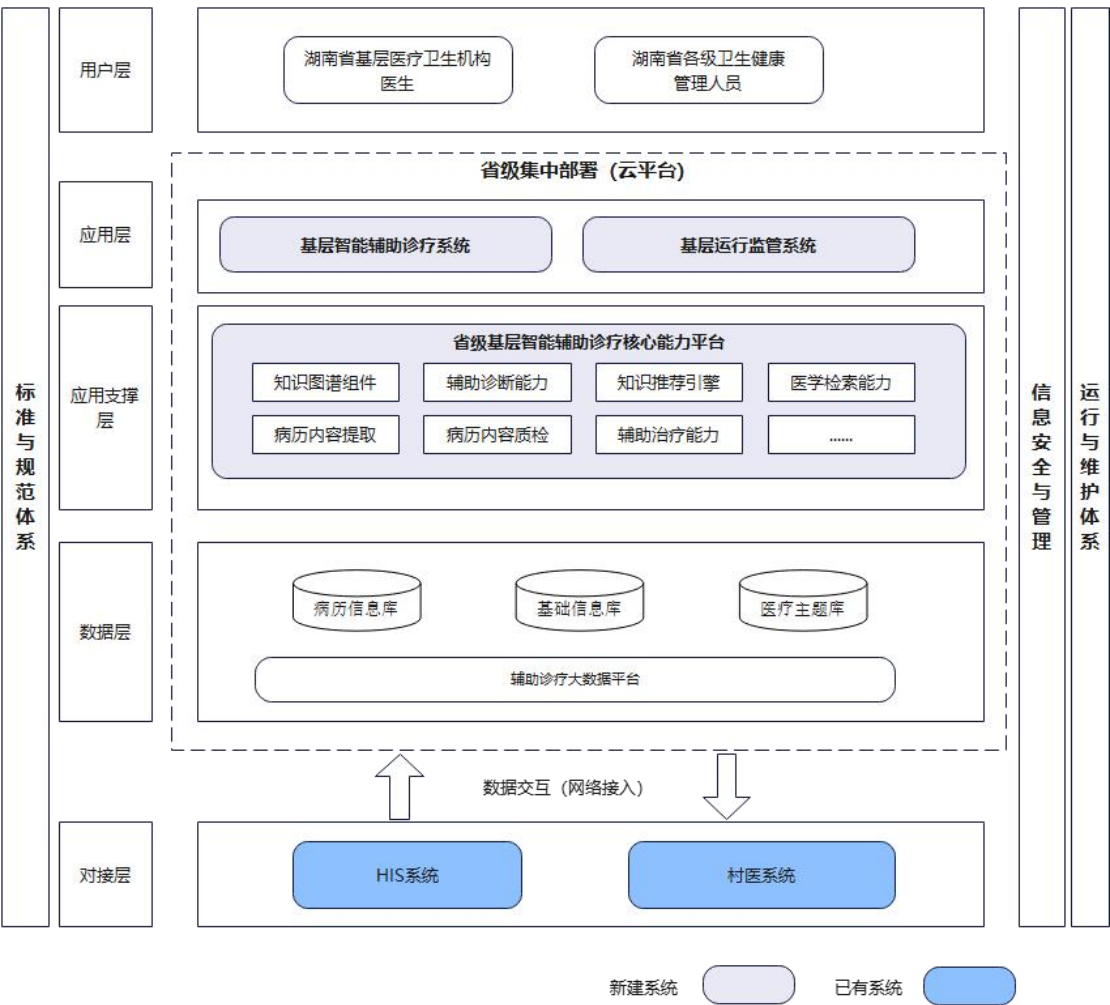 用户层
湖南省基层医疗卫生机构
医生
湖南省各级卫生健康
管理人员
省级集中部署（云平台）
应用层
基层智能辅助诊疗系统
基层运行监管系统
应用支撑
层
省级基层智能辅助诊疗核心能力平台
知识图谱组件
辅助诊断能力
知识推荐引擎
医学检索能力
病历内容提取
病历内容质检
辅助治疗能力
......
数据层
病历信息库
基础信息库
医疗主题库
辅助诊疗大数据平台
数据交互（网络接入）
对接层
HIS系统
村医系统
标准与规范体系
信息安全与管理
运行与维护体系
新建系统
已有系统